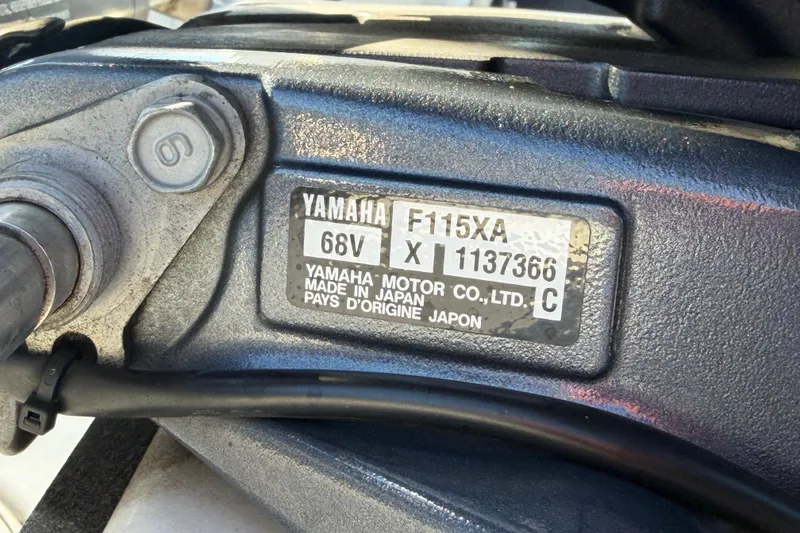 6
YAMAHA F115XA
68V X 1137366
YAMAHA MOTOR CO.,LTD. C
MADE IN JAPAN
PAYS D'ORIGINE JAPON